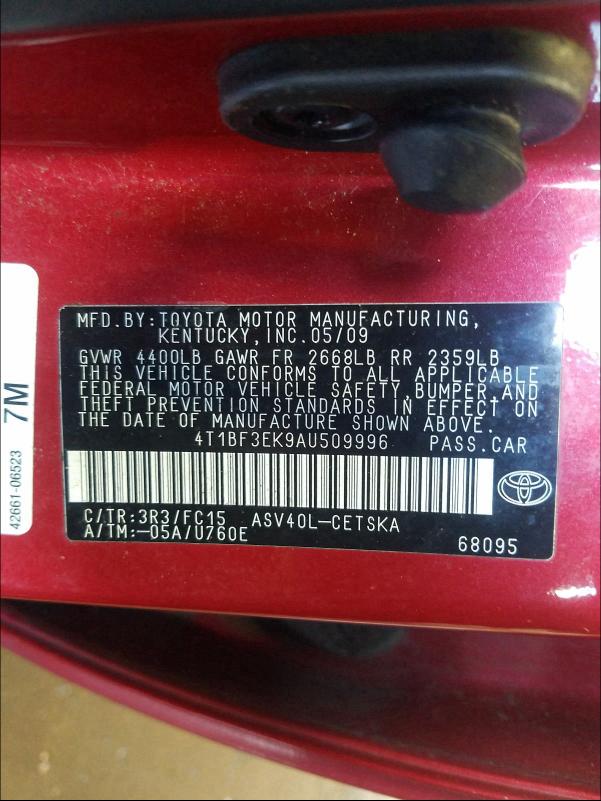 MFD.BY:TOYOTA MOTOR MANUFACTURING,
KENTUCKY,INC.05/09
GVWR 4400LB GAWR FR 2668LB RR 2359LB
THIS VEHICLE CONFORMS TO ALL APPLICABLE
FEDERAL MOTOR VEHICLE SAFETY,BUMPER,AND
THEFT PREVENTION STANDARDS IN EFFECT ON
THE DATE OF MANUFACTURE SHOWN ABOVE.
4T1BF3EK9AU509996 PASS.CAR
C/TR:3R3/FC15 ASV40L-CETSKA
A/TM:-05A/U760E
68095
7M
42661-06523